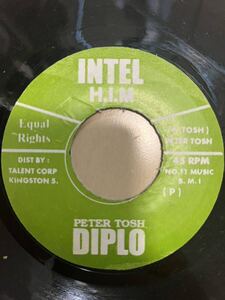 INTEL
H.I.M
Equal
Rights
TOSH )
PETER TOSH
DIST BY :
TALENT CORP
KINGSTON 5.
45 RPM
NO. 11 MUSIC
B. M. I
( P )
PETER TOSH
DIPLO